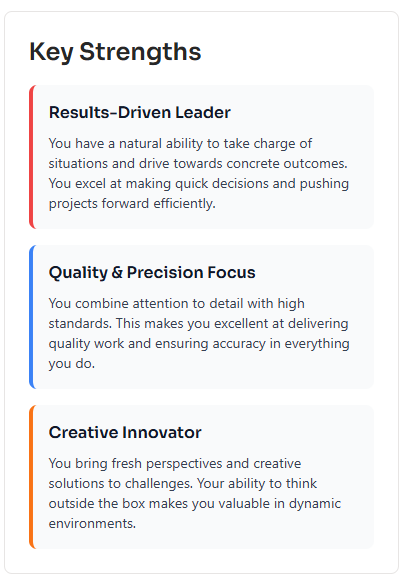 Key Strengths
Results-Driven Leader
You have a natural ability to take charge of
situations and drive towards concrete outcomes.
You excel at making quick decisions and pushing
projects forward efficiently.
Quality & Precision Focus
You combine attention to detail with high
standards. This makes you excellent at delivering
quality work and ensuring accuracy in everything
you do.
Creative Innovator
You bring fresh perspectives and creative
solutions to challenges. Your ability to think
outside the box makes you valuable in dynamic
environments.